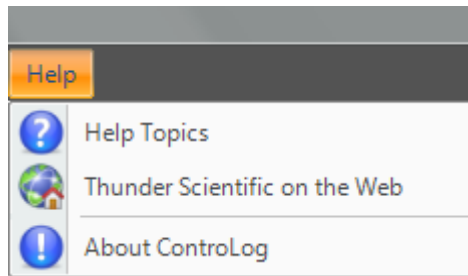 Help
Help Topics
Thunder Scientific on the Web
About ControLog